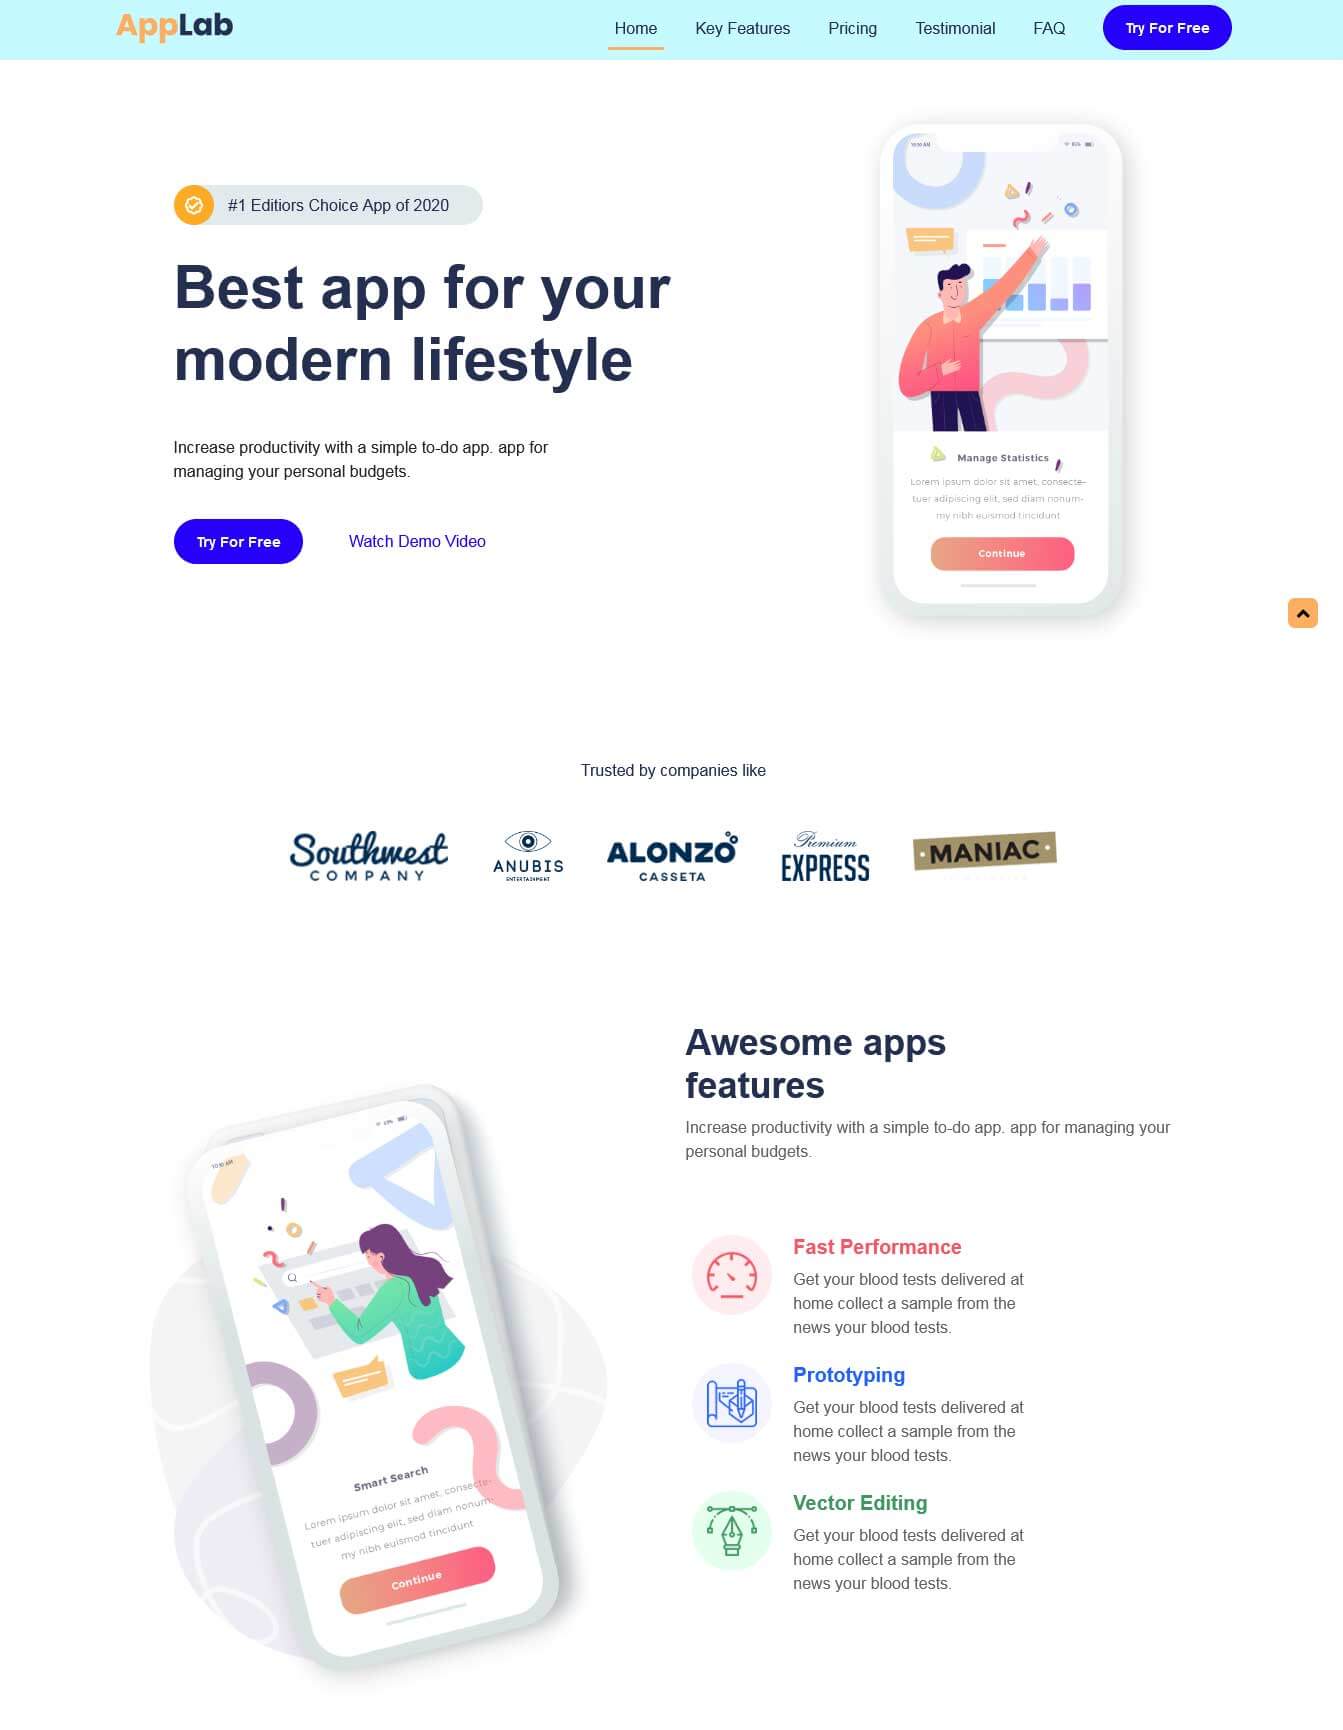 AppLab
Home
Key Features
Pricing
Testimonial
FAQ
Try For Free
#1 Editiors Choice App of 2020
Best app for your
modern lifestyle
Increase productivity with a simple to-do app. app for
managing your personal budgets.
Try For Free
Watch Demo Video
10:10 AM
Manage Statistics
Lorem ipsum dolor sit amet, consecte-
tuer adipiscing elit, sed diam nonum-
my nibh euismod tincidunt
Continue
Trusted by companies like
Southwest
COMPANY
ANUBIS
ENTERTAINMENT
ALONZO
CASSETA
Premium
EXPRESS
MANIAC
Awesome apps
features
Increase productivity with a simple to-do app. app for managing your
personal budgets.
10:10 AM
Smart Search
Lorem ipsum dolor sit amet, consecte-
tuer adipiscing elit, sed diam nonum-
my nibh euismod tincidunt
Continue
Fast Performance
Get your blood tests delivered at
home collect a sample from the
news your blood tests.
Prototyping
Get your blood tests delivered at
home collect a sample from the
news your blood tests.
Vector Editing
Get your blood tests delivered at
home collect a sample from the
news your blood tests.